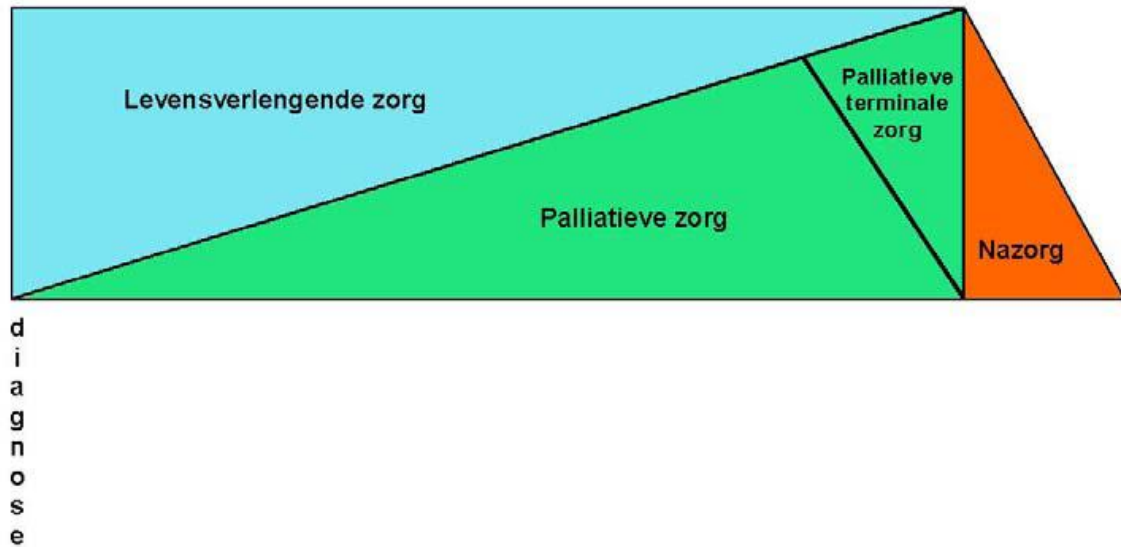 Levensverlengende zorg
Palliatieve
terminale
zorg
Palliatieve zorg
Nazorg
d
i
a
g
n
o
s
e